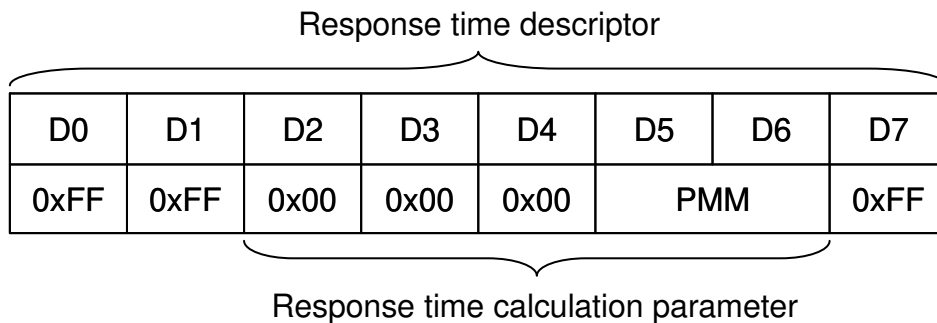 Response time descriptor
D0 D1 D2 D3 D4 D5 D6 D7
0xFF 0xFF 0x00 0x00 0x00 PMM 0xFF
Response time calculation parameter